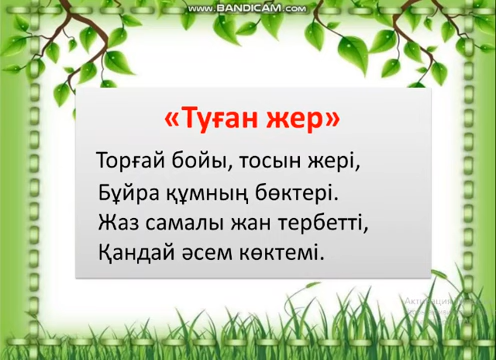 www.BANDICAM.com
«Туған жер»
Торғай бойы, тосын жері,
Бұйра құмның бөктері.
Жаз самалы жан тербетті,
Қандай әсем көктемі.